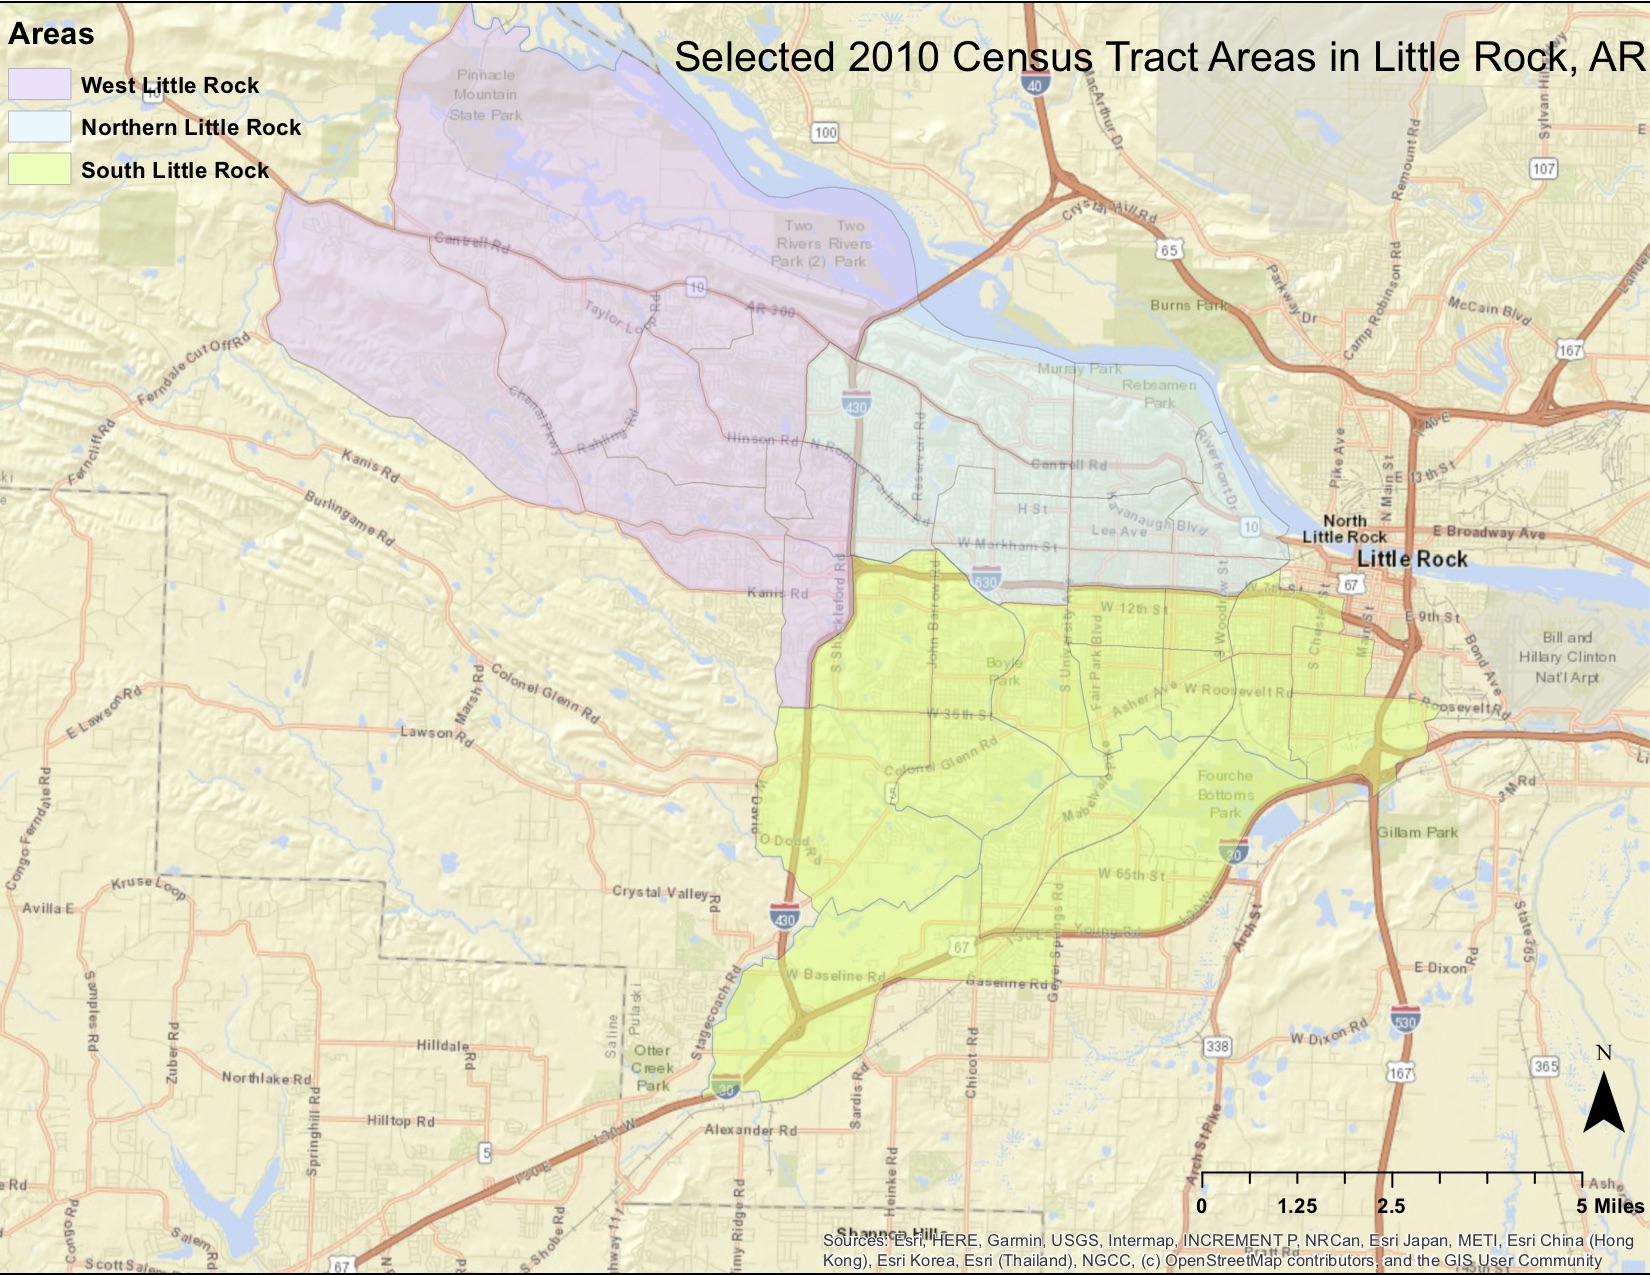 Areas
West Little Rock
Northern Little Rock
South Little Rock
Selected 2010 Census Tract Areas in Little Rock, AR
10
Pinnacle
Mountain
State Park
100
40
MacArthur Dr
Remount Rd
107
Crystal Hill Rd
65
Two
Rivers
Park (2)
Two
Rivers
Park
Cantrell Rd
10
AR 300
Taylor Loop Rd
Burns Park
Parkway Dr
Camp Robinson Rd
McCain Blvd
167
Ferndale Cut Off Rd
Murray Park
Rebsamen
Park
430
Chenal Pkwy
Rahling Rd
Hinson Rd
N Rodney Parham Rd
Reservoir Rd
Cantrell Rd
Riverfront Dr
Pike Ave
N Main St
I-40 E
E 13th St
Ferncliff Rd
Kanis Rd
Burlingame Rd
H St
Kavanaugh Blvd
Lee Ave
10
W Markham St
North
Little Rock
Little Rock
E Broadway Ave
630
67
Kanis Rd
S Shackleford Rd
John Barrow Rd
S University Ave
Fair Park Blvd
W 12th St
S Woodrow St
S Chester St
Main St
E 9th St
Bond Ave
Bill and
Hillary Clinton
Nat'l Arpt
Boyle
Park
Asher Ave
W Roosevelt Rd
E Roosevelt Rd
W 36th St
Colonel Glenn Rd
Marsh Rd
E Lawson Rd
Lawson Rd
Colonel Glenn Rd
5
Mabelvale Pike
Fourche
Bottoms
Park
3M Rd
W David
O Dodd
Rd
Gillam Park
30
Congo Ferndale Rd
Kruse Loop
Avilla E
Crystal Valley
Rd
W 65th St
430
67
I-30 E
Young Rd
I-30 W
Arch St
State 365
Geyer Springs Rd
W Baseline Rd
Baseline Rd
E Dixon
Rd
Samples Rd
Zuber Rd
Stagecoach Rd
Saline
Pulaski
Otter
Creek
Park
Hilldale
Rd
Northlake Rd
Springhill Rd
Hilltop Rd
30
Sardis Rd
Chicot Rd
338
W Dixon Rd
530
167
365
N
5
I-30 W
I-30 E
Alexander Rd
Heinke Rd
Arch St Pike
Congo Rd
Salem
Rd
S Shobe Rd
67
Shannon Hills
0 1.25 2.5 5 Miles
Sources: Esri, HERE, Garmin, USGS, Intermap, INCREMENT P, NRCan, Esri Japan, METI, Esri China (Hong
Kong), Esri Korea, Esri (Thailand), NGCC, (c) OpenStreetMap contributors, and the GIS User Community